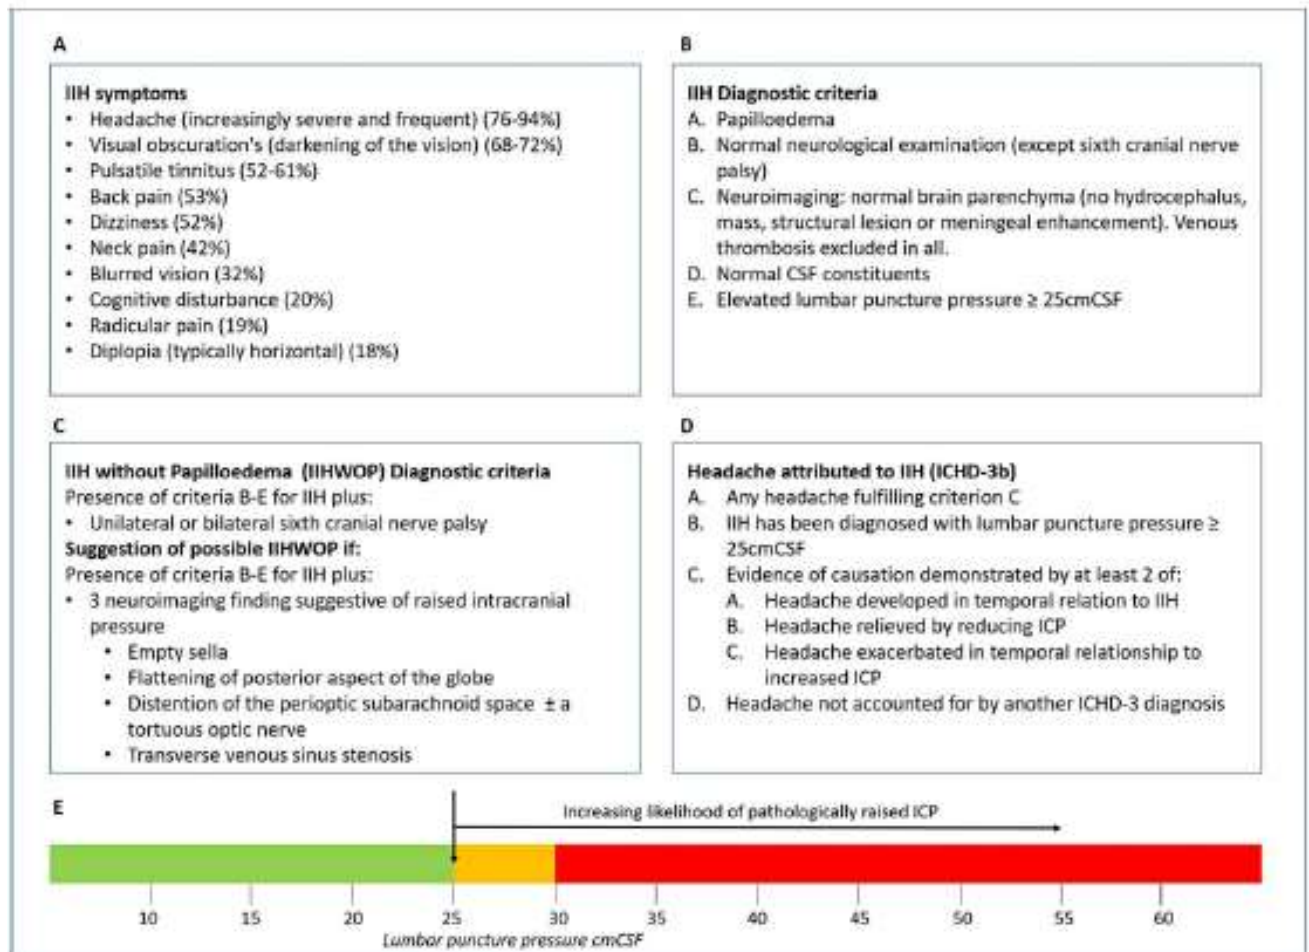 A
IIH symptoms
• Headache (increasingly severe and frequent) (76-94%)
• Visual obscuration's (darkening of the vision) (68-72%)
• Pulsatile tinnitus (52-61%)
• Back pain (53%)
• Dizziness (52%)
• Neck pain (42%)
• Blurred vision (32%)
• Cognitive disturbance (20%)
• Radicular pain (19%)
• Diplopia (typically horizontal) (18%)
B
IIH Diagnostic criteria
A. Papilloedema
B. Normal neurological examination (except sixth cranial nerve
palsy)
C. Neuroimaging: normal brain parenchyma (no hydrocephalus,
mass, structural lesion or meningeal enhancement). Venous
thrombosis excluded in all.
D. Normal CSF constituents
E. Elevated lumbar puncture pressure ≥ 25cmCSF
C
IIH without Papilloedema (IIHWOP) Diagnostic criteria
Presence of criteria B-E for IIH plus:
• Unilateral or bilateral sixth cranial nerve palsy
Suggestion of possible IIHWOP if:
Presence of criteria B-E for IIH plus:
• 3 neuroimaging finding suggestive of raised intracranial
pressure
• Empty sella
• Flattening of posterior aspect of the globe
• Distention of the perioptic subarachnoid space ± a
tortuous optic nerve
• Transverse venous sinus stenosis
D
Headache attributed to IIH (ICHD-3b)
A. Any headache fulfilling criterion C
B. IIH has been diagnosed with lumbar puncture pressure ≥
25cmCSF
C. Evidence of causation demonstrated by at least 2 of:
A. Headache developed in temporal relation to IIH
B. Headache relieved by reducing ICP
C. Headache exacerbated in temporal relationship to
increased ICP
D. Headache not accounted for by another ICHD-3 diagnosis
E
Increasing likelihood of pathologically raised ICP
10 15 20 25 30 35 40 45 50 55 60
Lumbar puncture pressure cmCSF